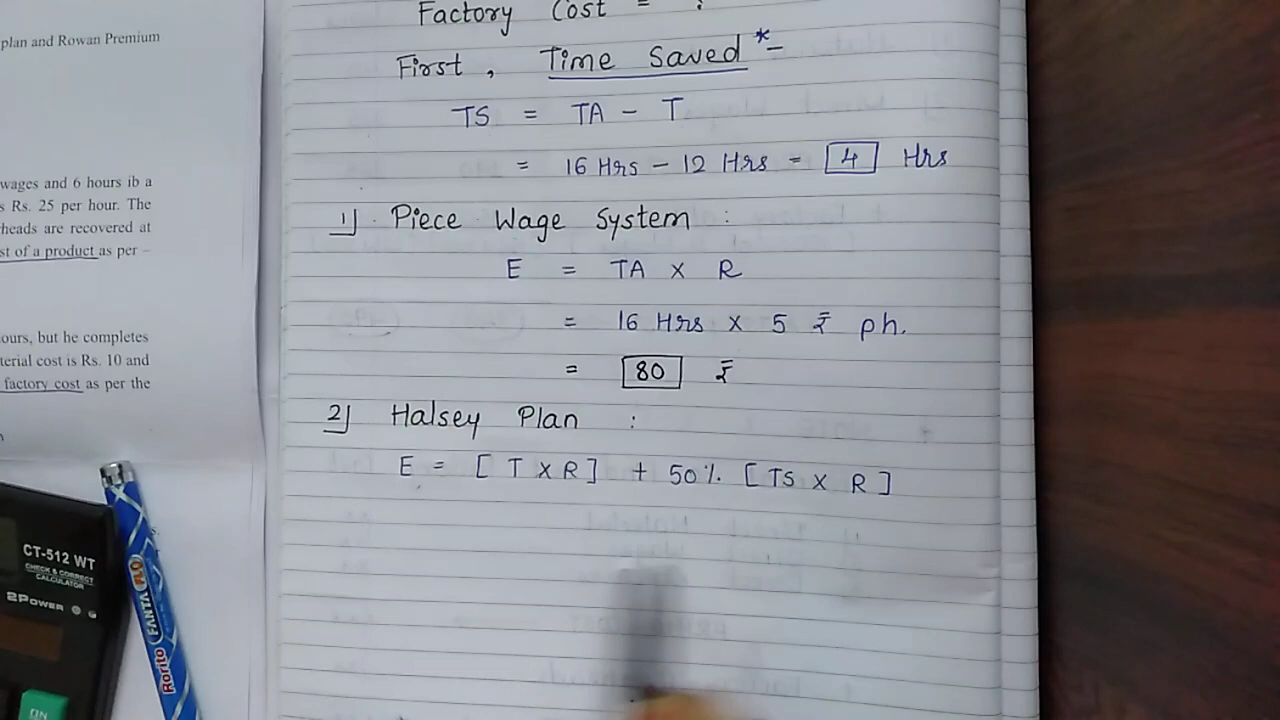 plan and Rowan Premium
wages and 6 hours ib a
s Rs. 25 per hour. The
heads are recovered at
st of a product as per –
ours, but he completes
terial cost is Rs. 10 and
factory cost as per the
Factory Cost = ?
First, Time Saved *-
TS = TA - T
= 16 Hrs - 12 Hrs = 4 Hrs
1] Piece Wage System :
E = TA X R
= 16 Hrs X 5 ₹ ph.
= 80 ₹
2] Halsey Plan :
E = [ T X R ] + 50%. [ TS X R ]
CT-512 WT
CHECK & CORRECT
CALCULATOR
2POWER
ON
Rorito FANTA